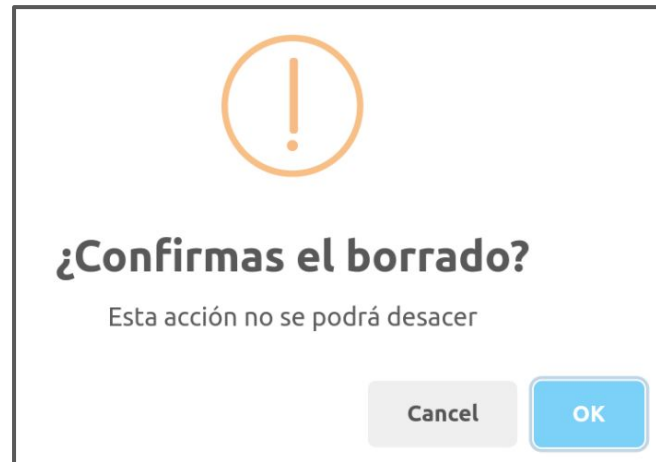 ¿Confirmas el borrado?
Esta acción no se podrá desacer
Cancel
OK